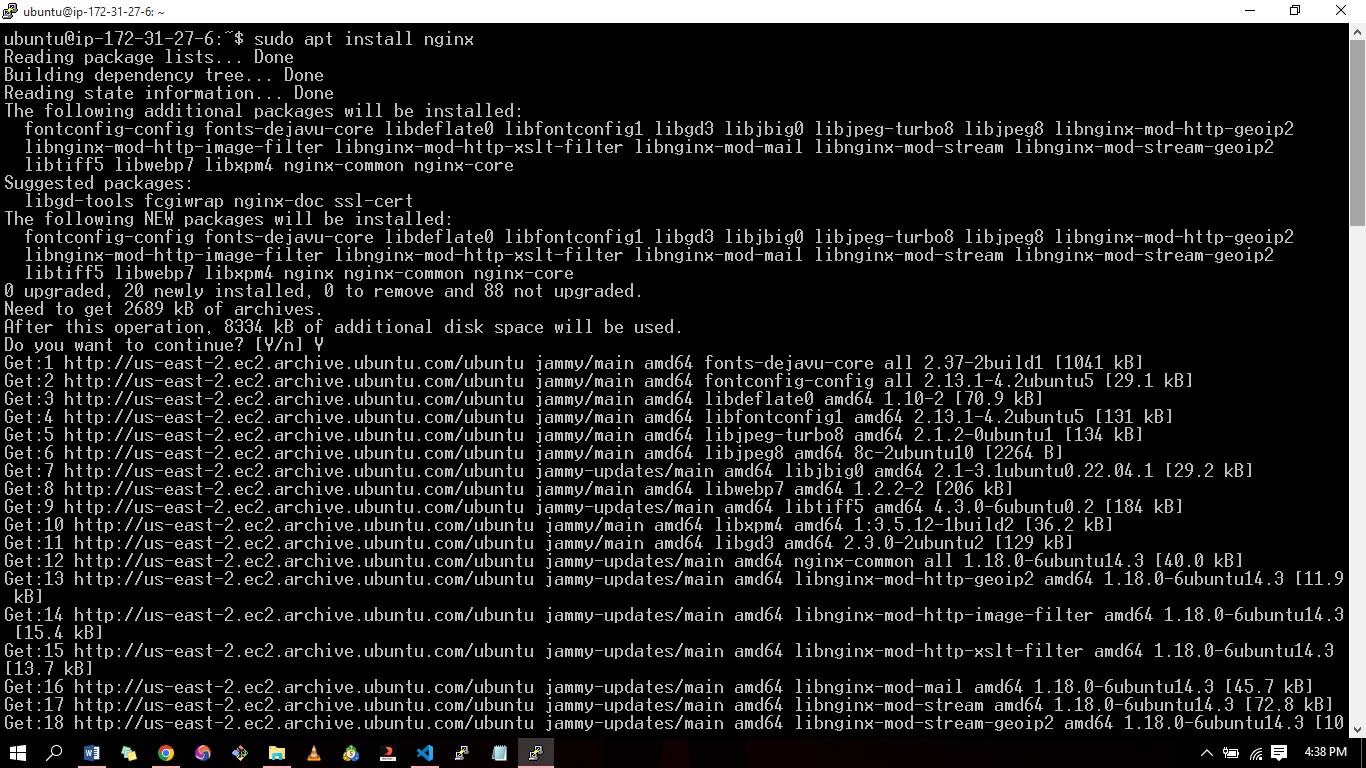 ubuntu@ip-172-31-27-6: ~
ubuntu@ip-172-31-27-6:~$ sudo apt install nginx
Reading package lists... Done
Building dependency tree... Done
Reading state information... Done
The following additional packages will be installed:
  fontconfig-config fonts-dejavu-core libdeflate0 libfontconfig1 libgd3 libjbig0 libjpeg-turbo8 libjpeg8 libnginx-mod-http-geoip2
  libnginx-mod-http-image-filter libnginx-mod-http-xslt-filter libnginx-mod-mail libnginx-mod-stream libnginx-mod-stream-geoip2
  libtiff5 libwebp7 libxpm4 nginx-common nginx-core
Suggested packages:
  libgd-tools fcgiwrap nginx-doc ssl-cert
The following NEW packages will be installed:
  fontconfig-config fonts-dejavu-core libdeflate0 libfontconfig1 libgd3 libjbig0 libjpeg-turbo8 libjpeg8 libnginx-mod-http-geoip2
  libnginx-mod-http-image-filter libnginx-mod-http-xslt-filter libnginx-mod-mail libnginx-mod-stream libnginx-mod-stream-geoip2
  libtiff5 libwebp7 libxpm4 nginx nginx-common nginx-core
0 upgraded, 20 newly installed, 0 to remove and 88 not upgraded.
Need to get 2689 kB of archives.
After this operation, 8334 kB of additional disk space will be used.
Do you want to continue? [Y/n] Y
Get:1 http://us-east-2.ec2.archive.ubuntu.com/ubuntu jammy/main amd64 fonts-dejavu-core all 2.37-2build1 [1041 kB]
Get:2 http://us-east-2.ec2.archive.ubuntu.com/ubuntu jammy/main amd64 fontconfig-config all 2.13.1-4.2ubuntu5 [29.1 kB]
Get:3 http://us-east-2.ec2.archive.ubuntu.com/ubuntu jammy/main amd64 libdeflate0 amd64 1.10-2 [70.9 kB]
Get:4 http://us-east-2.ec2.archive.ubuntu.com/ubuntu jammy/main amd64 libfontconfig1 amd64 2.13.1-4.2ubuntu5 [131 kB]
Get:5 http://us-east-2.ec2.archive.ubuntu.com/ubuntu jammy/main amd64 libjpeg-turbo8 amd64 2.1.2-0ubuntu1 [134 kB]
Get:6 http://us-east-2.ec2.archive.ubuntu.com/ubuntu jammy/main amd64 libjpeg8 amd64 8c-2ubuntu10 [2264 B]
Get:7 http://us-east-2.ec2.archive.ubuntu.com/ubuntu jammy-updates/main amd64 libjbig0 amd64 2.1-3.1ubuntu0.22.04.1 [29.2 kB]
Get:8 http://us-east-2.ec2.archive.ubuntu.com/ubuntu jammy/main amd64 libwebp7 amd64 1.2.2-2 [206 kB]
Get:9 http://us-east-2.ec2.archive.ubuntu.com/ubuntu jammy-updates/main amd64 libtiff5 amd64 4.3.0-6ubuntu0.2 [184 kB]
Get:10 http://us-east-2.ec2.archive.ubuntu.com/ubuntu jammy/main amd64 libxpm4 amd64 1:3.5.12-1build2 [36.2 kB]
Get:11 http://us-east-2.ec2.archive.ubuntu.com/ubuntu jammy/main amd64 libgd3 amd64 2.3.0-2ubuntu2 [129 kB]
Get:12 http://us-east-2.ec2.archive.ubuntu.com/ubuntu jammy-updates/main amd64 nginx-common all 1.18.0-6ubuntu14.3 [40.0 kB]
Get:13 http://us-east-2.ec2.archive.ubuntu.com/ubuntu jammy-updates/main amd64 libnginx-mod-http-geoip2 amd64 1.18.0-6ubuntu14.3 [11.9
 kB]
Get:14 http://us-east-2.ec2.archive.ubuntu.com/ubuntu jammy-updates/main amd64 libnginx-mod-http-image-filter amd64 1.18.0-6ubuntu14.3
 [15.4 kB]
Get:15 http://us-east-2.ec2.archive.ubuntu.com/ubuntu jammy-updates/main amd64 libnginx-mod-http-xslt-filter amd64 1.18.0-6ubuntu14.3
[13.7 kB]
Get:16 http://us-east-2.ec2.archive.ubuntu.com/ubuntu jammy-updates/main amd64 libnginx-mod-mail amd64 1.18.0-6ubuntu14.3 [45.7 kB]
Get:17 http://us-east-2.ec2.archive.ubuntu.com/ubuntu jammy-updates/main amd64 libnginx-mod-stream amd64 1.18.0-6ubuntu14.3 [72.8 kB]
Get:18 http://us-east-2.ec2.archive.ubuntu.com/ubuntu jammy-updates/main amd64 libnginx-mod-stream-geoip2 amd64 1.18.0-6ubuntu14.3 [10
4:38 PM